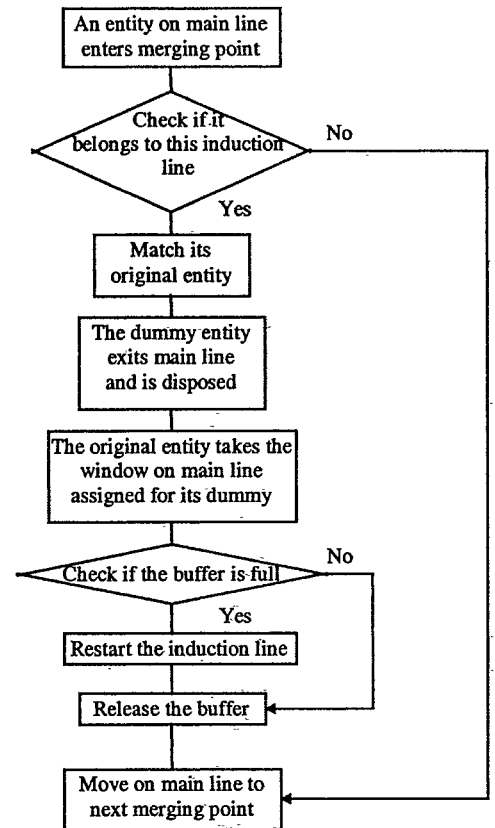 An entity on main line
enters merging point
Check if it
belongs to this induction
line
No
Yes
Match its
original entity
The dummy entity
exits main line
and is disposed
The original entity takes the
window on main line
assigned for its dummy
Check if the buffer is full
No
Yes
Restart the induction line
Release the buffer
Move on main line to
next merging point